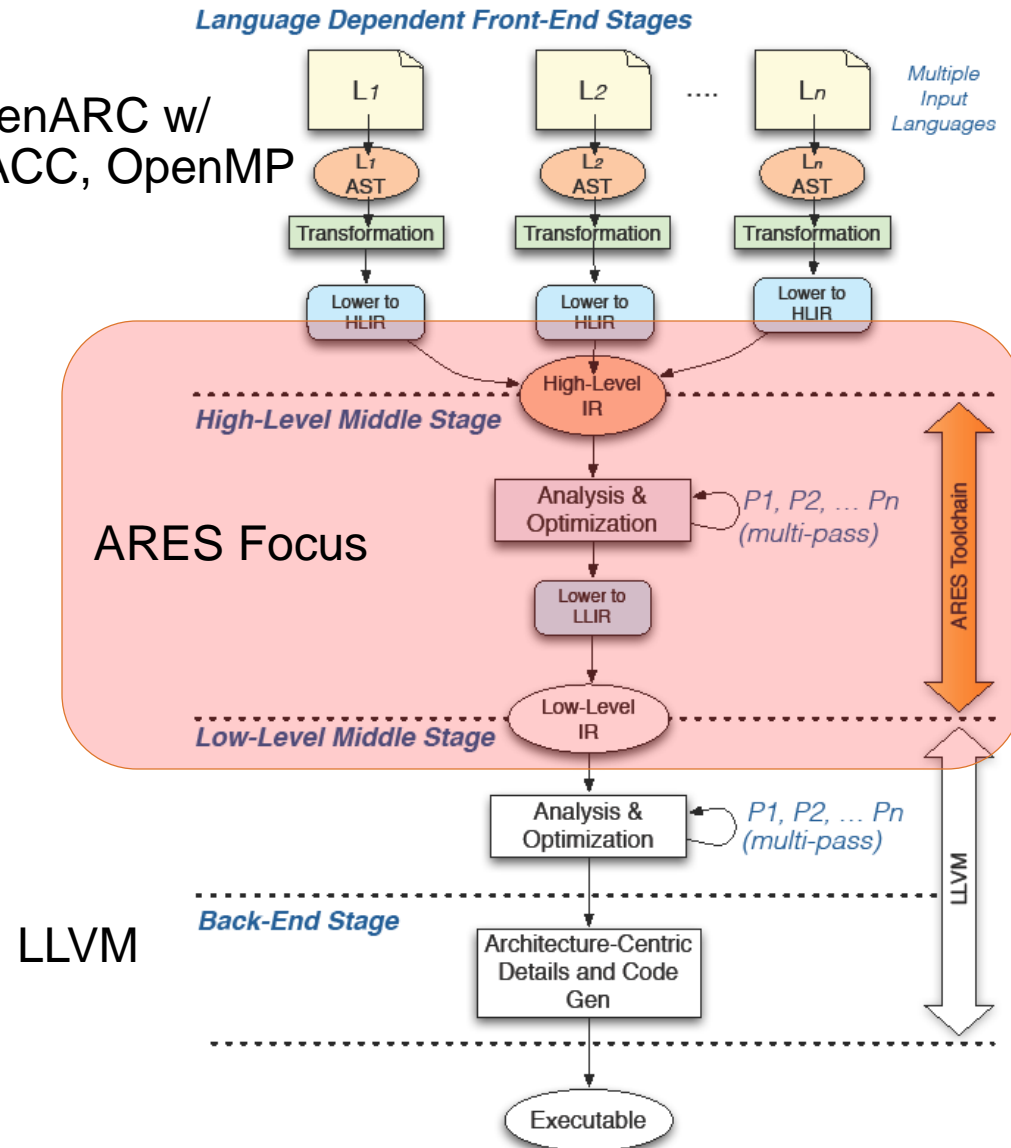 Language Dependent Front-End Stages
L1
L2
....
Ln
Multiple
Input
Languages
enARC w/
ACC, OpenMP
L1
AST
L2
AST
Ln
AST
Transformation
Transformation
Transformation
Lower to
HLIR
Lower to
HLIR
Lower to
HLIR
High-Level
IR
High-Level Middle Stage
Analysis &
Optimization
P1, P2, ... Pn
(multi-pass)
ARES Focus
ARES Toolchain
Lower to
LLIR
Low-Level
IR
Low-Level Middle Stage
Analysis &
Optimization
P1, P2, ... Pn
(multi-pass)
LLVM
Back-End Stage
LLVM
Architecture-Centric
Details and Code
Gen
Executable